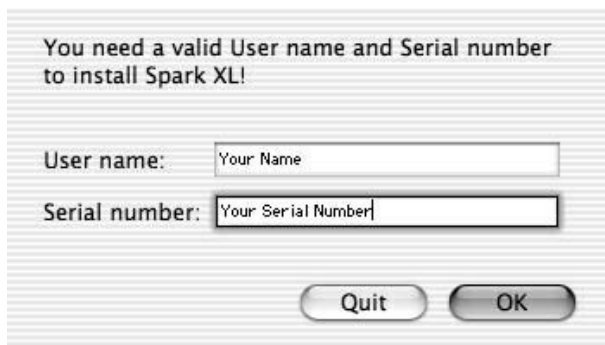 You need a valid User name and Serial number
to install Spark XL!
User name: Your Name
Serial number: Your Serial Number
Quit OK